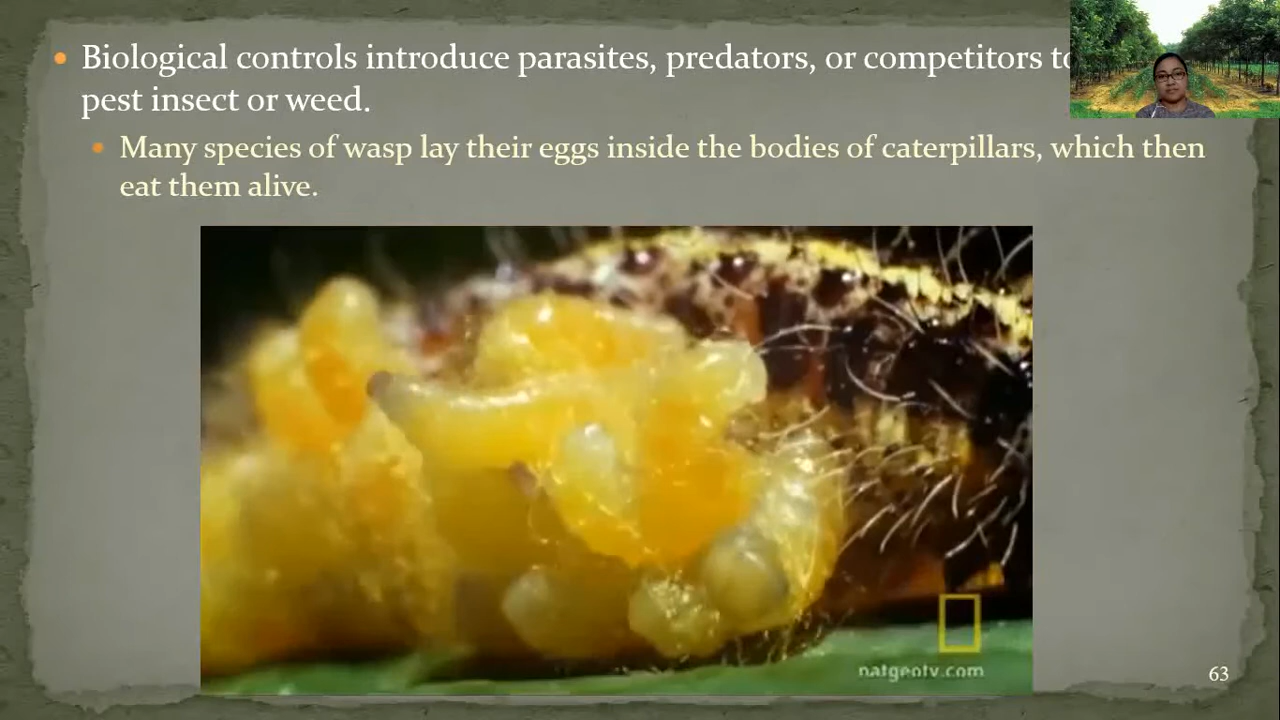 Biological controls introduce parasites, predators, or competitors
pest insect or weed.
Many species of wasp lay their eggs inside the bodies of caterpillars, which then
eat them alive.
natgeotv.com
63